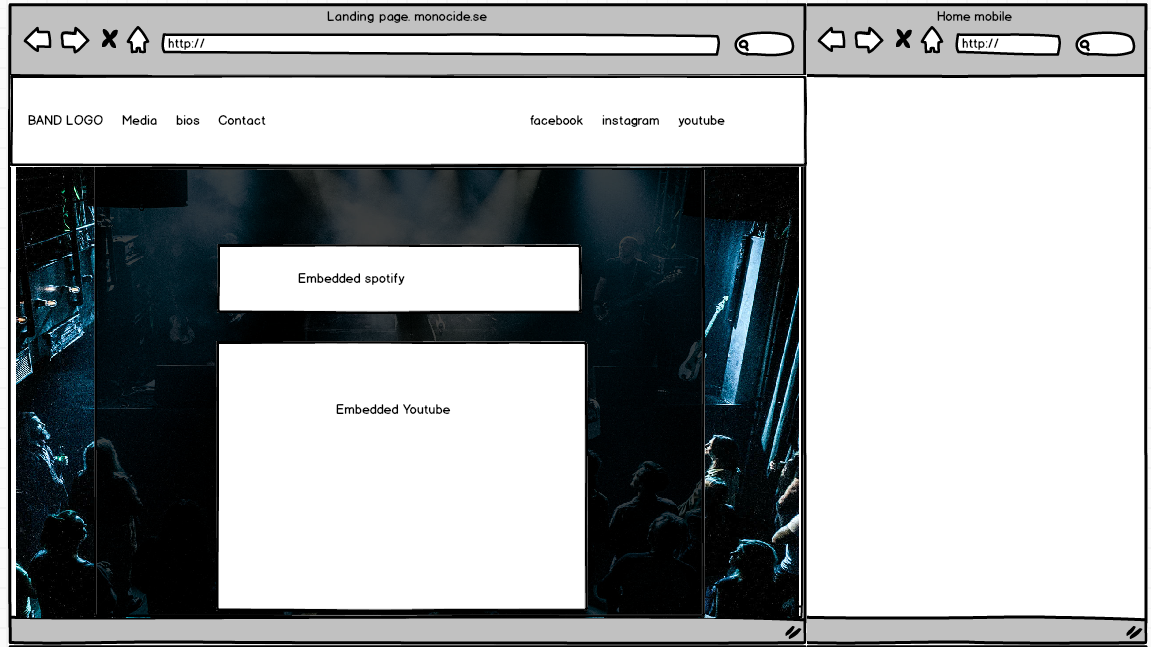 Landing page. monocide.se
http://
BAND LOGO Media bios Contact facebook instagram youtube
Embedded spotify
Embedded Youtube
Home mobile
http://